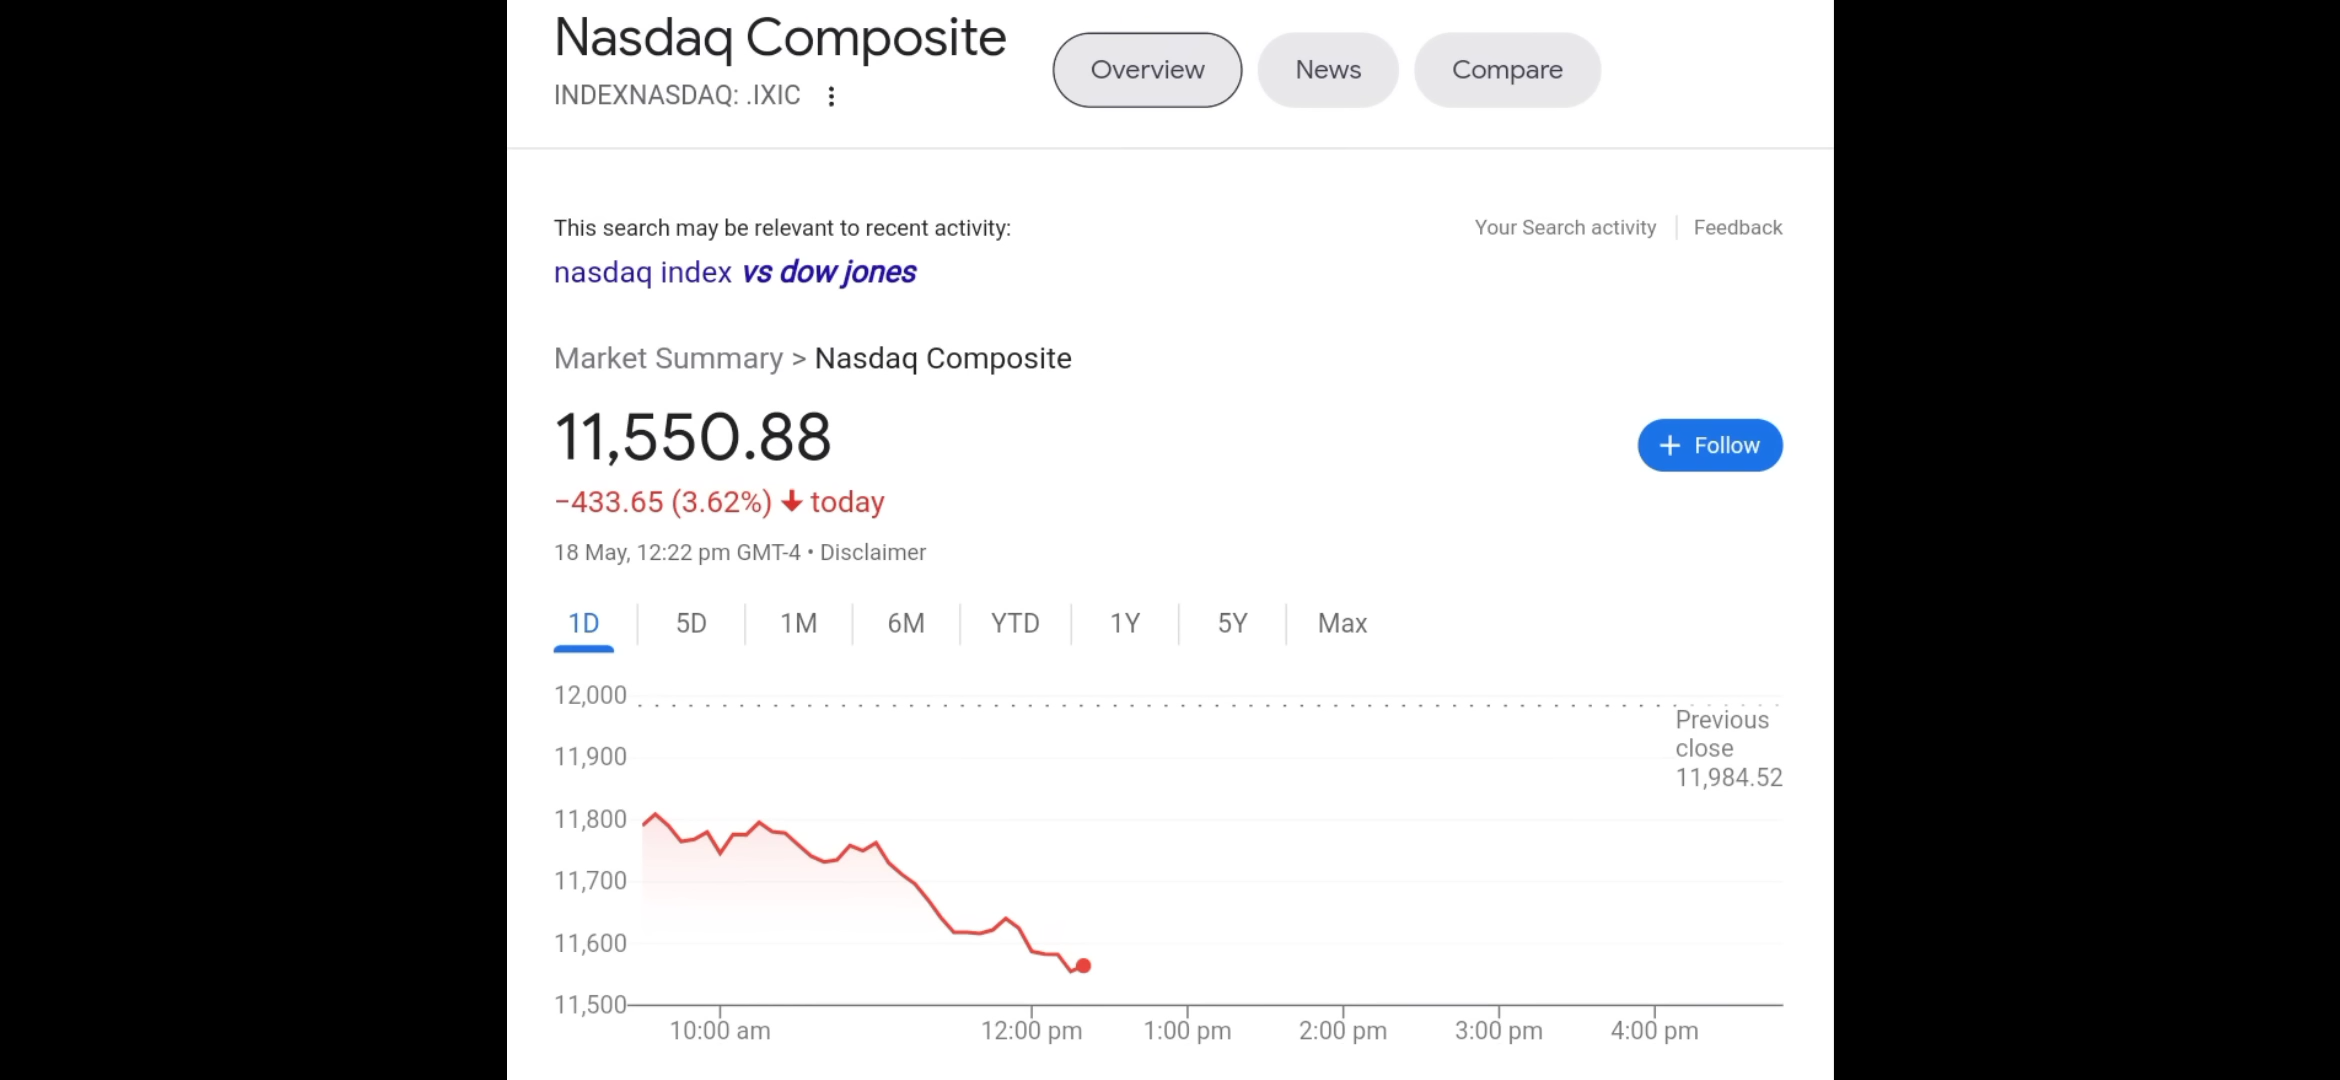 Nasdaq Composite
INDEXNASDAQ: .IXIC
Overview
News
Compare
This search may be relevant to recent activity:
Your Search activity
Feedback
nasdaq index vs dow jones
Market Summary > Nasdaq Composite
11,550.88
+ Follow
−433.65 (3.62%) ↓ today
18 May, 12:22 pm GMT-4 • Disclaimer
1D
5D
1M
6M
YTD
1Y
5Y
Max
12,000
Previous
close
11,984.52
11,900
11,800
11,700
11,600
11,500
10:00 am
12:00 pm
1:00 pm
2:00 pm
3:00 pm
4:00 pm